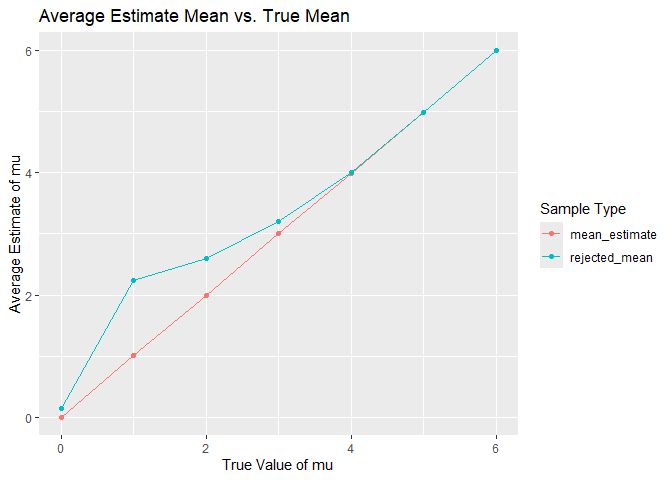 Average Estimate Mean vs. True Mean
Average Estimate of mu
6
4
2
0
0
2
4
6
True Value of mu
Sample Type
mean_estimate
rejected_mean